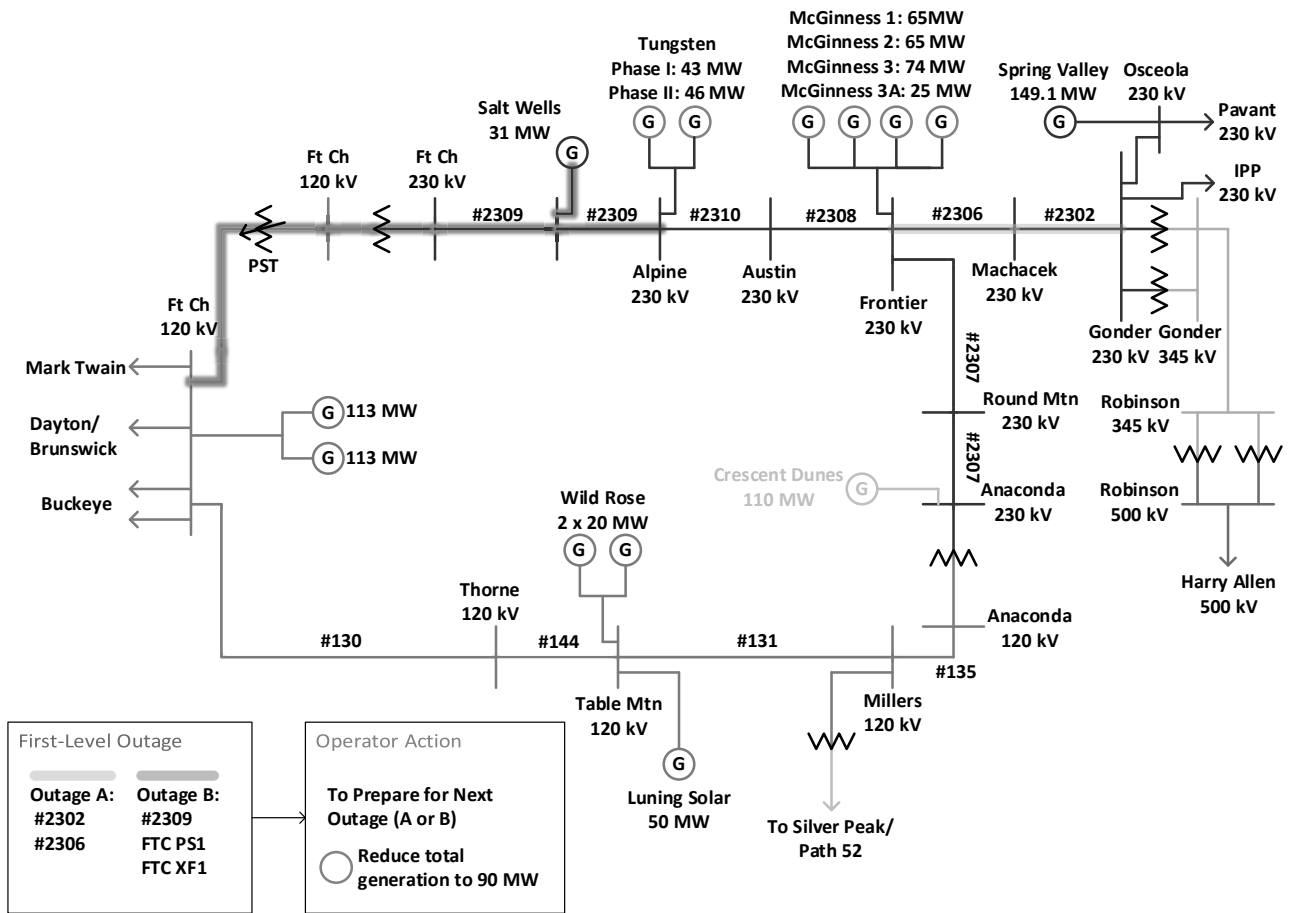 McGinness 1: 65MW
McGinness 2: 65 MW
McGinness 3: 74 MW
McGinness 3A: 25 MW
G
G
G
G
Tungsten
Phase I: 43 MW
Phase II: 46 MW
G
G
Spring Valley
149.1 MW
G
Osceola
230 kV
Pavant
230 kV
IPP
230 kV
Salt Wells
31 MW
G
Ft Ch
120 kV
Ft Ch
230 kV
#2309
#2309
#2310
#2308
#2306
#2302
PST
Alpine
230 kV
Austin
230 kV
Frontier
230 kV
Machacek
230 kV
Gonder
230 kV
Gonder
345 kV
Ft Ch
120 kV
Mark Twain
Dayton/
Brunswick
Buckeye
G
113 MW
G
113 MW
#2307
Round Mtn
230 kV
#2307
Robinson
345 kV
Crescent Dunes
110 MW
G
Anaconda
230 kV
Robinson
500 kV
Wild Rose
2 x 20 MW
G
G
Harry Allen
500 kV
Thorne
120 kV
Anaconda
120 kV
#130
#144
#131
#135
Table Mtn
120 kV
Millers
120 kV
G
Luning Solar
50 MW
To Silver Peak/
Path 52
First-Level Outage
Outage A:
#2302
#2306
Outage B:
#2309
FTC PS1
FTC XF1
Operator Action
To Prepare for Next
Outage (A or B)
Reduce total
generation to 90 MW